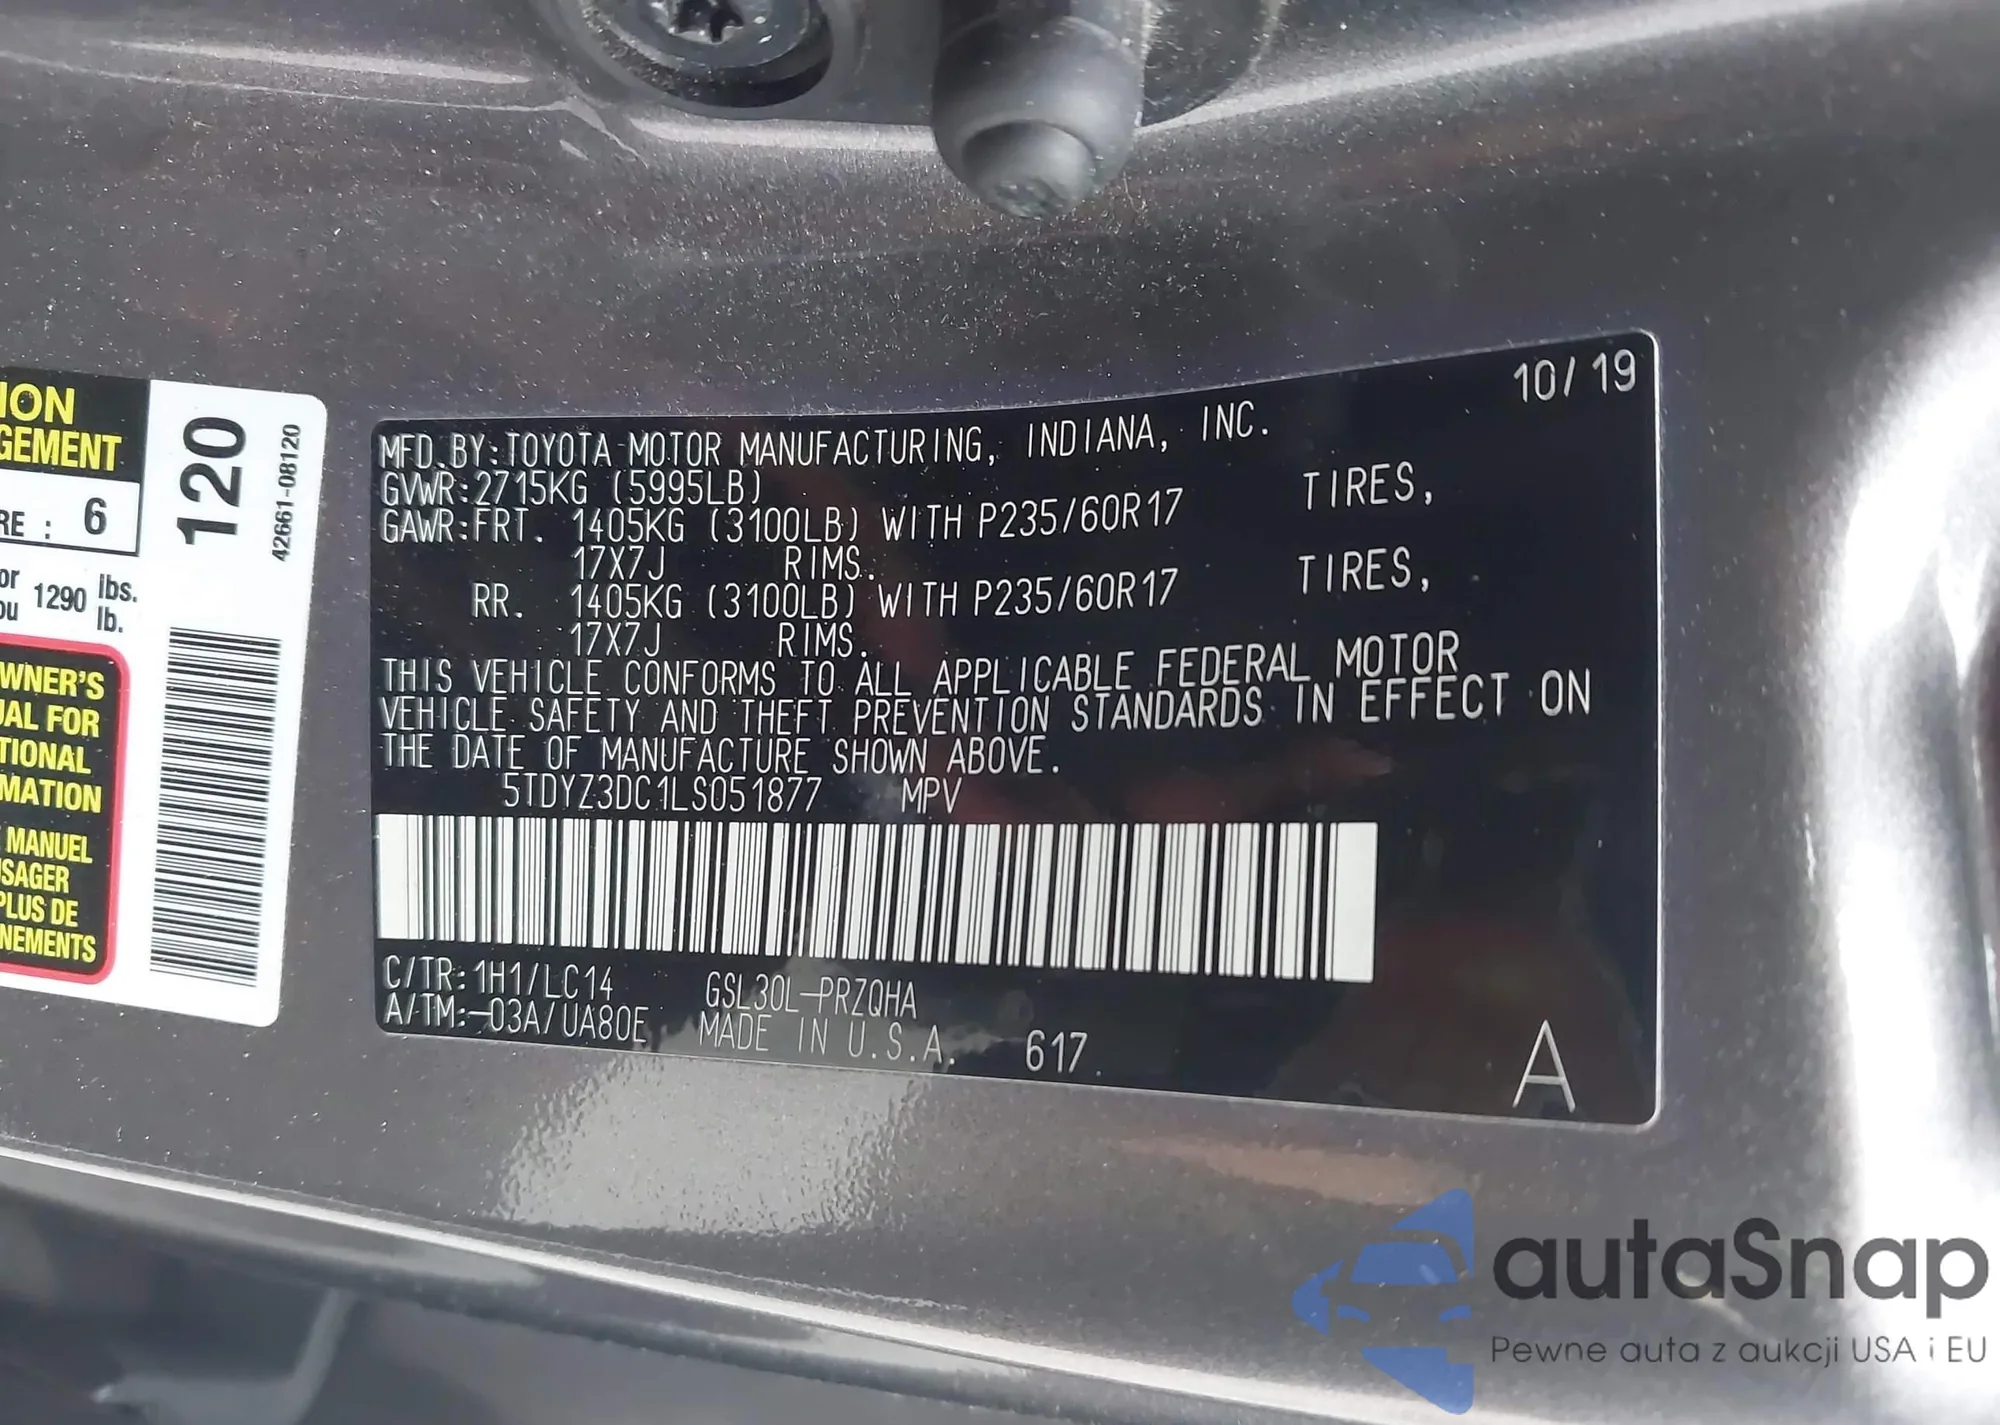 ION
GEMENT
RE : 6
or
ou
1290 lbs.
lb.
WNER'S
UAL FOR
TIONAL
MATION
MANUEL
SAGER
PLUS DE
NEMENTS
120
42661-08120
10/19
MFD.BY:TOYOTA MOTOR MANUFACTURING, INDIANA, INC.
GVWR:2715KG (5995LB)
GAWR:FRT. 1405KG (3100LB) WITH P235/60R17 TIRES,
17X7J RIMS.
RR. 1405KG (3100LB) WITH P235/60R17 TIRES,
17X7J RIMS.
THIS VEHICLE CONFORMS TO ALL APPLICABLE FEDERAL MOTOR
VEHICLE SAFETY AND THEFT PREVENTION STANDARDS IN EFFECT ON
THE DATE OF MANUFACTURE SHOWN ABOVE.
5TDYZ3DC1LS051877 MPV
C/TR:1H1/LC14 GSL30L-PRZQHA
A/TM:-03A/UA80E MADE IN U.S.A. 617
A
autaSnap
Pewne auta z aukcji USA i EU